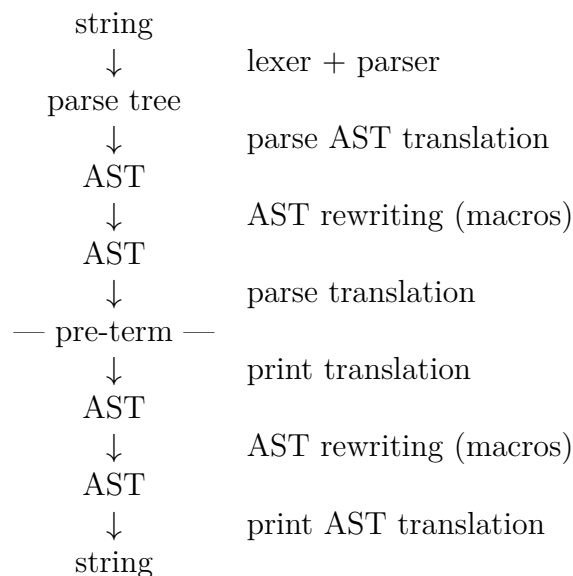 string
↓ lexer + parser
parse tree
↓ parse AST translation
AST
↓ AST rewriting (macros)
AST
↓ parse translation
— pre-term —
↓ print translation
AST
↓ AST rewriting (macros)
AST
↓ print AST translation
string